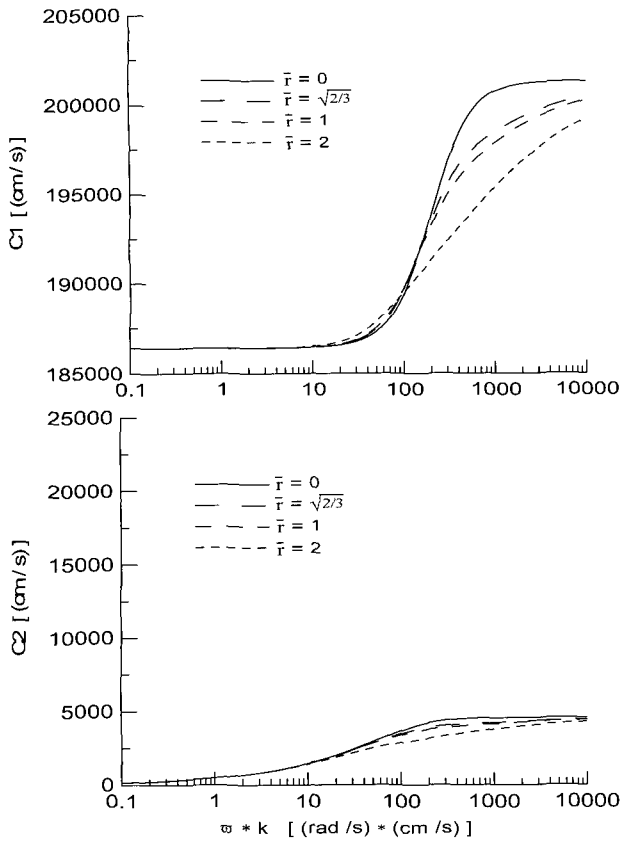 205000
200000
195000
190000
185000
C1 [ (cm/s) ]
r̄ = 0
r̄ = √2/3
r̄ = 1
r̄ = 2
0.1 1 10 100 1000 10000
25000
20000
15000
10000
5000
0
C2 [ (cm/s) ]
r̄ = 0
r̄ = √2/3
r̄ = 1
r̄ = 2
0.1 1 10 100 1000 10000
ϖ * k [ (rad /s) * (cm/s) ]